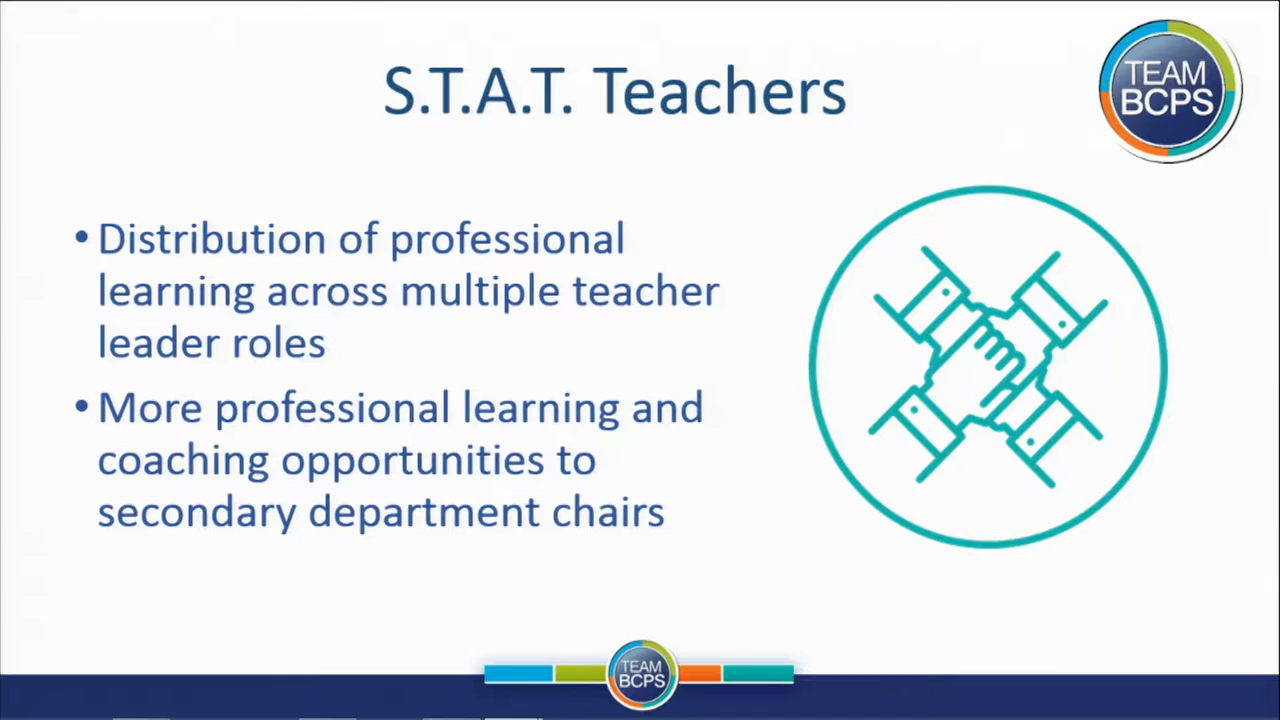 S.T.A.T. Teachers
TEAM
BCPS
• Distribution of professional
learning across multiple teacher
leader roles
• More professional learning and
coaching opportunities to
secondary department chairs
TEAM
BCPS